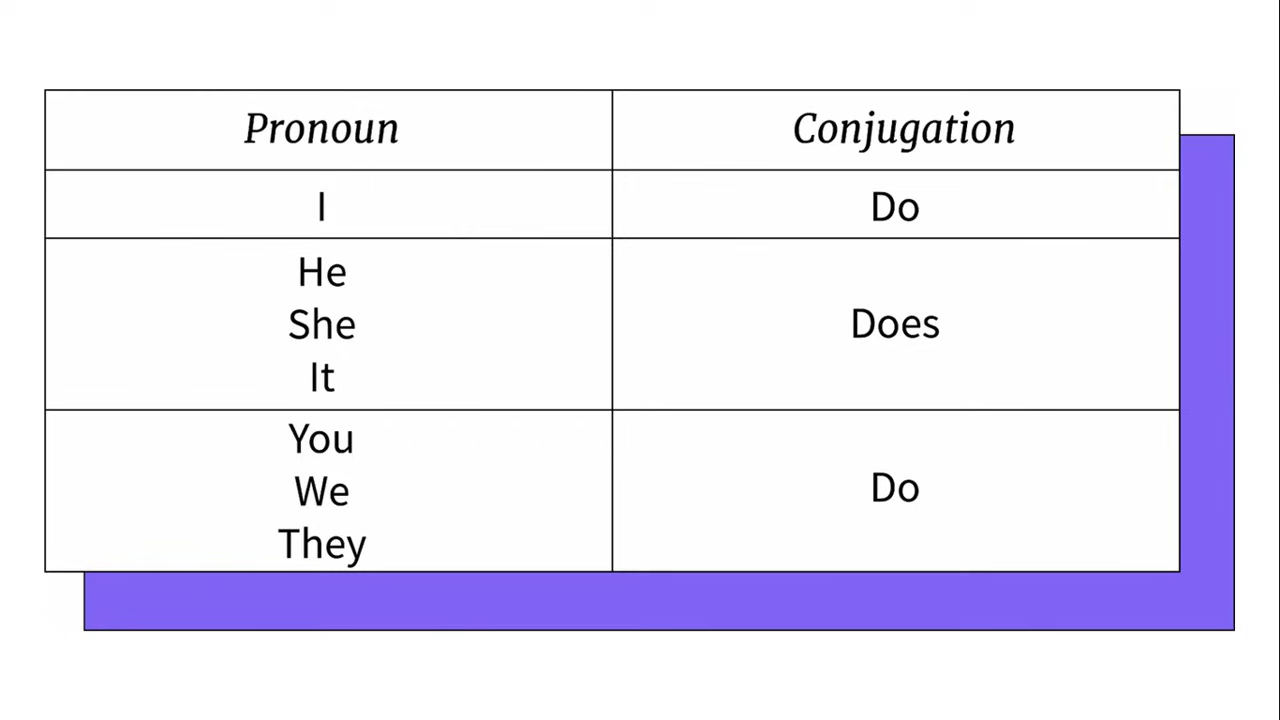 Pronoun Conjugation
I Do
He
She Does
It
You
We Do
They